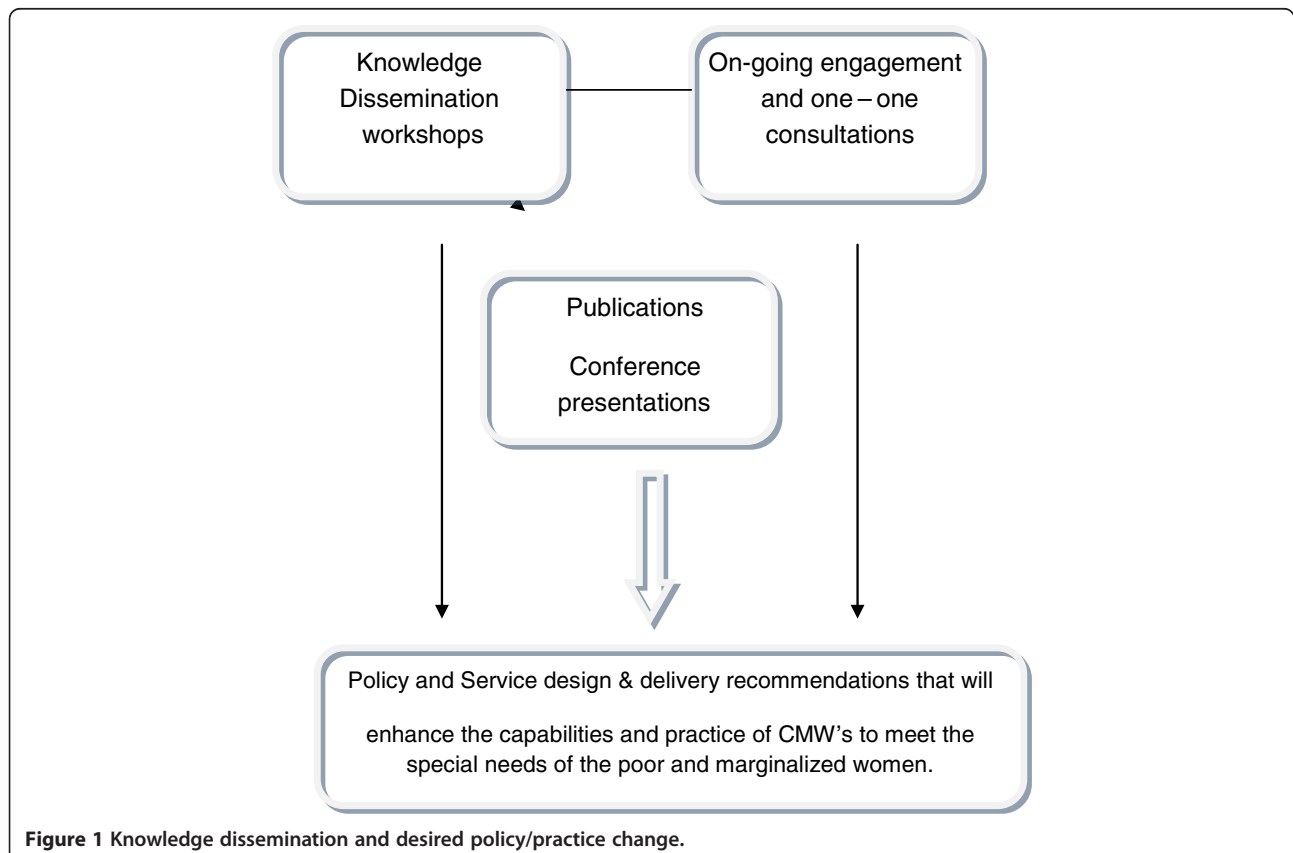 Knowledge
Dissemination
workshops
On-going engagement
and one – one
consultations
Publications
Conference
presentations
Policy and Service design & delivery recommendations that will
enhance the capabilities and practice of CMW’s to meet the
special needs of the poor and marginalized women.
Figure 1 Knowledge dissemination and desired policy/practice change.